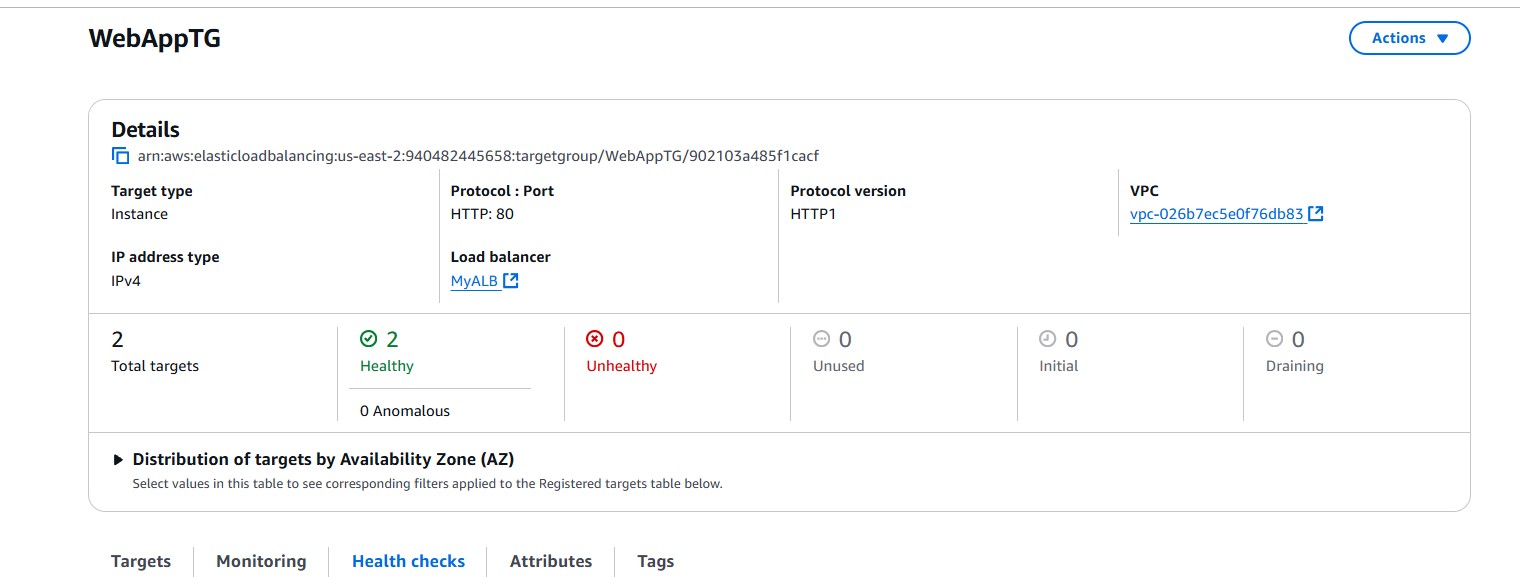 WebAppTG
Actions
Details
arn:aws:elasticloadbalancing:us-east-2:940482445658:targetgroup/WebAppTG/902103a485f1cacf
Target type
Instance
Protocol : Port
HTTP: 80
Protocol version
HTTP1
VPC
vpc-026b7ec5e0f76db83
IP address type
IPv4
Load balancer
MyALB
2
Total targets
2
Healthy
0 Anomalous
0
Unhealthy
0
Unused
0
Initial
0
Draining
Distribution of targets by Availability Zone (AZ)
Select values in this table to see corresponding filters applied to the Registered targets table below.
Targets
Monitoring
Health checks
Attributes
Tags